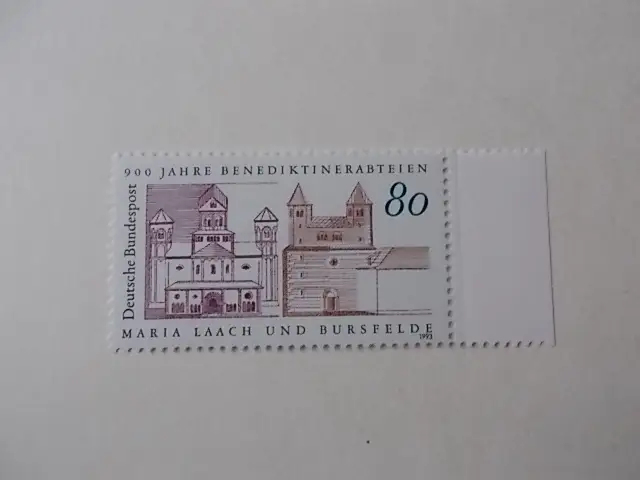 900 JAHRE BENEDIKTINERABTEIEN
Deutsche Bundespost
80
MARIA LAACH UND BURSFELDE
1993